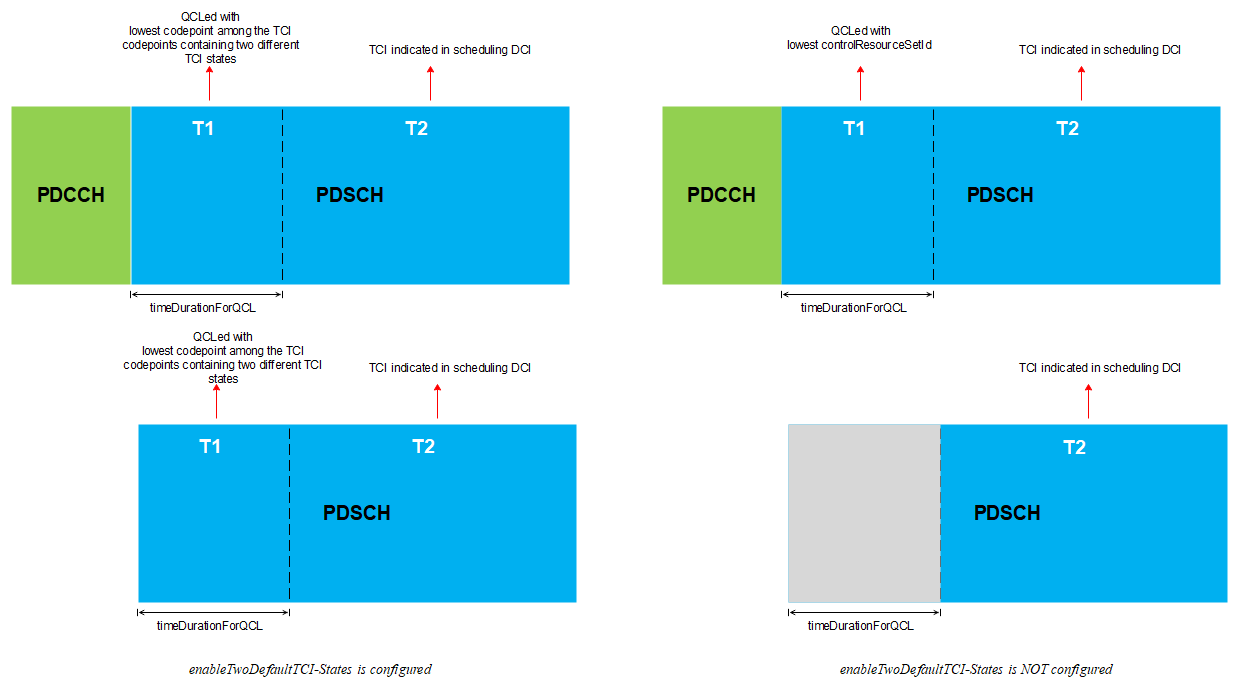 QCLed with
lowest codepoint among the TCI
codepoints containing two different
TCI states
TCI indicated in scheduling DCI
T1
T2
PDCCH
PDSCH
timeDurationForQCL
QCLed with
lowest controlResourceSetId
TCI indicated in scheduling DCI
T1
T2
PDCCH
PDSCH
timeDurationForQCL
QCLed with
lowest codepoint among the TCI
codepoints containing two different TCI
states
TCI indicated in scheduling DCI
T1
T2
PDSCH
timeDurationForQCL
TCI indicated in scheduling DCI
T2
PDSCH
timeDurationForQCL
enableTwoDefaultTCI-States is configured
enableTwoDefaultTCI-States is NOT configured